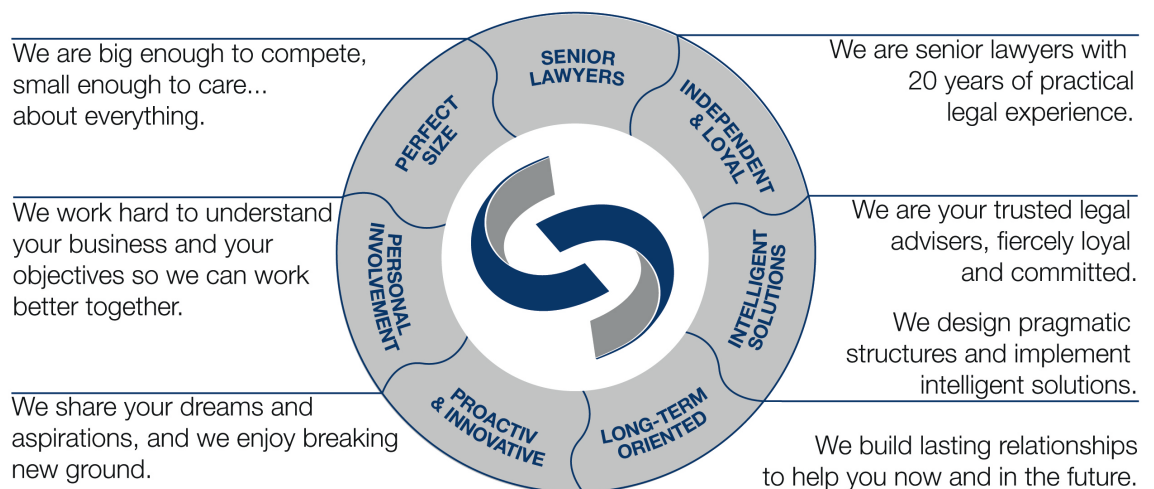 We are big enough to compete,
small enough to care...
about everything.
We work hard to understand
your business and your
objectives so we can work
better together.
We share your dreams and
aspirations, and we enjoy breaking
new ground.
SENIOR
LAWYERS
INDEPENDENT
& LOYAL
INTELLIGENT
SOLUTIONS
LONG-TERM
ORIENTED
PROACTIV
& INNOVATIVE
PERSONAL
INVOLVEMENT
PERFECT
SIZE
We are senior lawyers with
20 years of practical
legal experience.
We are your trusted legal
advisers, fiercely loyal
and committed.
We design pragmatic
structures and implement
intelligent solutions.
We build lasting relationships
to help you now and in the future.